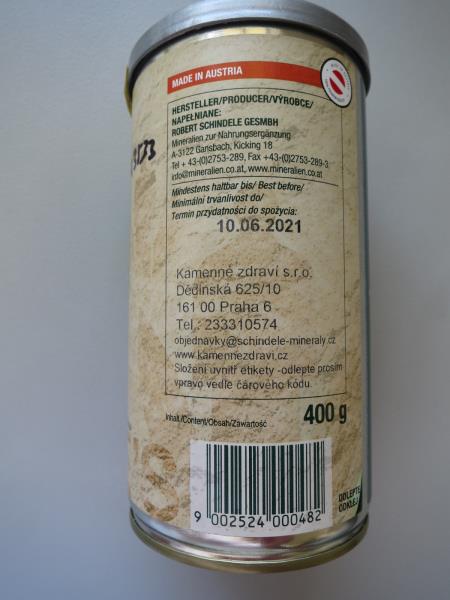 MADE IN AUSTRIA
HERSTELLER/PRODUCER/VÝROBCE/
NAPEŁNIANE:
ROBERT SCHINDELE GESMBH
Mineralien zur Nahrungsergänzung
A-3122 Gansbach, Kicking 18
Tel +43-(0)2753-289, Fax +43-(0)2753-289-3
info@mineralien.co.at, www.mineralien.co.at
Mindestens haltbar bis/ Best before/
Minimální trvanlivost do/
Termin przydatności do spożycia:
10.06.2021
Kamenné zdraví s.r.o.
Dědinská 625/10
161 00 Praha 6
Tel.: 233310574
objednávky@schindele-mineraly.cz
www.kamennezdravi.cz
Složení uvnitř etikety -odlepte prosím
vpravo vedle čárového kódu.
Inhalt./Content/Obsah/Zawartość
400 g
9 002524 000482
ODLEPTE